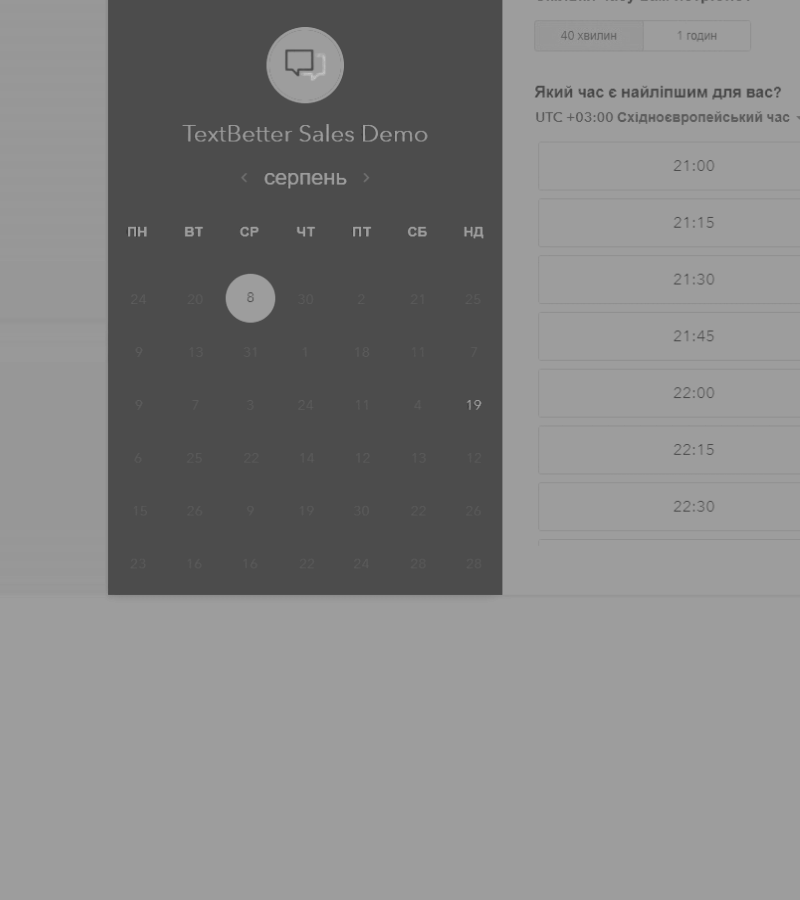 TextBetter Sales Demo
серпень
ПН ВТ СР ЧТ ПТ СБ НД
24 20 8 30 2 21 25
9 13 31 1 18 11 7
9 7 3 24 11 4 19
6 25 22 14 12 13 12
15 26 9 19 30 22 26
23 16 16 22 24 28 28
40 хвилин 1 годин
Який час є найліпшим для вас?
UTC +03:00 Східноєвропейський час
21:00
21:15
21:30
21:45
22:00
22:15
22:30